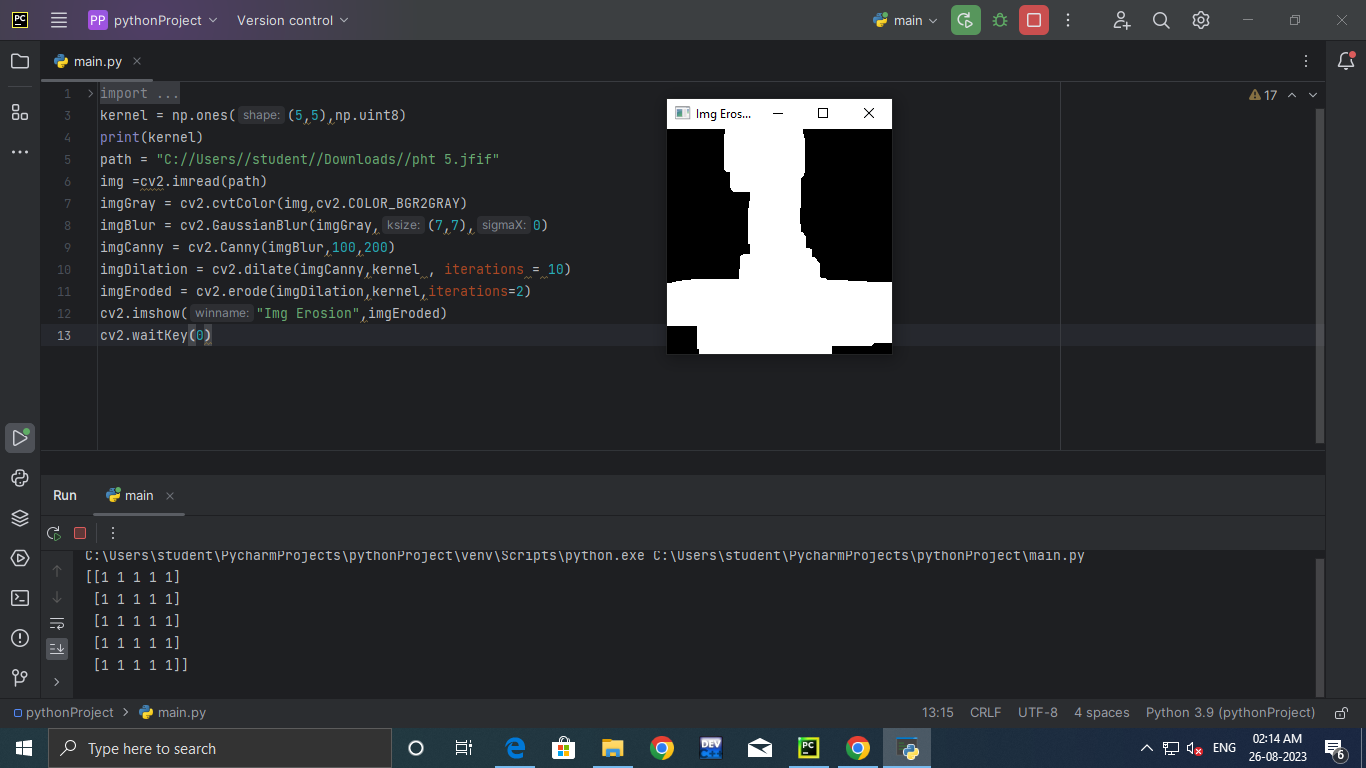 PC PP pythonProject Version control main
main.py
1 import ... 17
3 kernel = np.ones( shape: (5,5),np.uint8)
4 print(kernel)
5 path = "C://Users//student//Downloads//pht 5.jfif"
6 img =cv2.imread(path)
7 imgGray = cv2.cvtColor(img,cv2.COLOR_BGR2GRAY)
8 imgBlur = cv2.GaussianBlur(imgGray, ksize: (7,7), sigmaX: 0)
9 imgCanny = cv2.Canny(imgBlur,100,200)
10 imgDilation = cv2.dilate(imgCanny,kernel , iterations = 10)
11 imgEroded = cv2.erode(imgDilation,kernel,iterations=2)
12 cv2.imshow( winname: "Img Erosion",imgEroded)
13 cv2.waitKey(0)
Img Eros...
Run main
C:\Users\student\PycharmProjects\pythonProject\venv\Scripts\python.exe C:\Users\student\PycharmProjects\pythonProject\main.py
[[1 1 1 1 1]
[1 1 1 1 1]
[1 1 1 1 1]
[1 1 1 1 1]
[1 1 1 1 1]]
pythonProject > main.py 13:15 CRLF UTF-8 4 spaces Python 3.9 (pythonProject)
Type here to search DEV C++ PC ENG 02:14 AM
26-08-2023 6